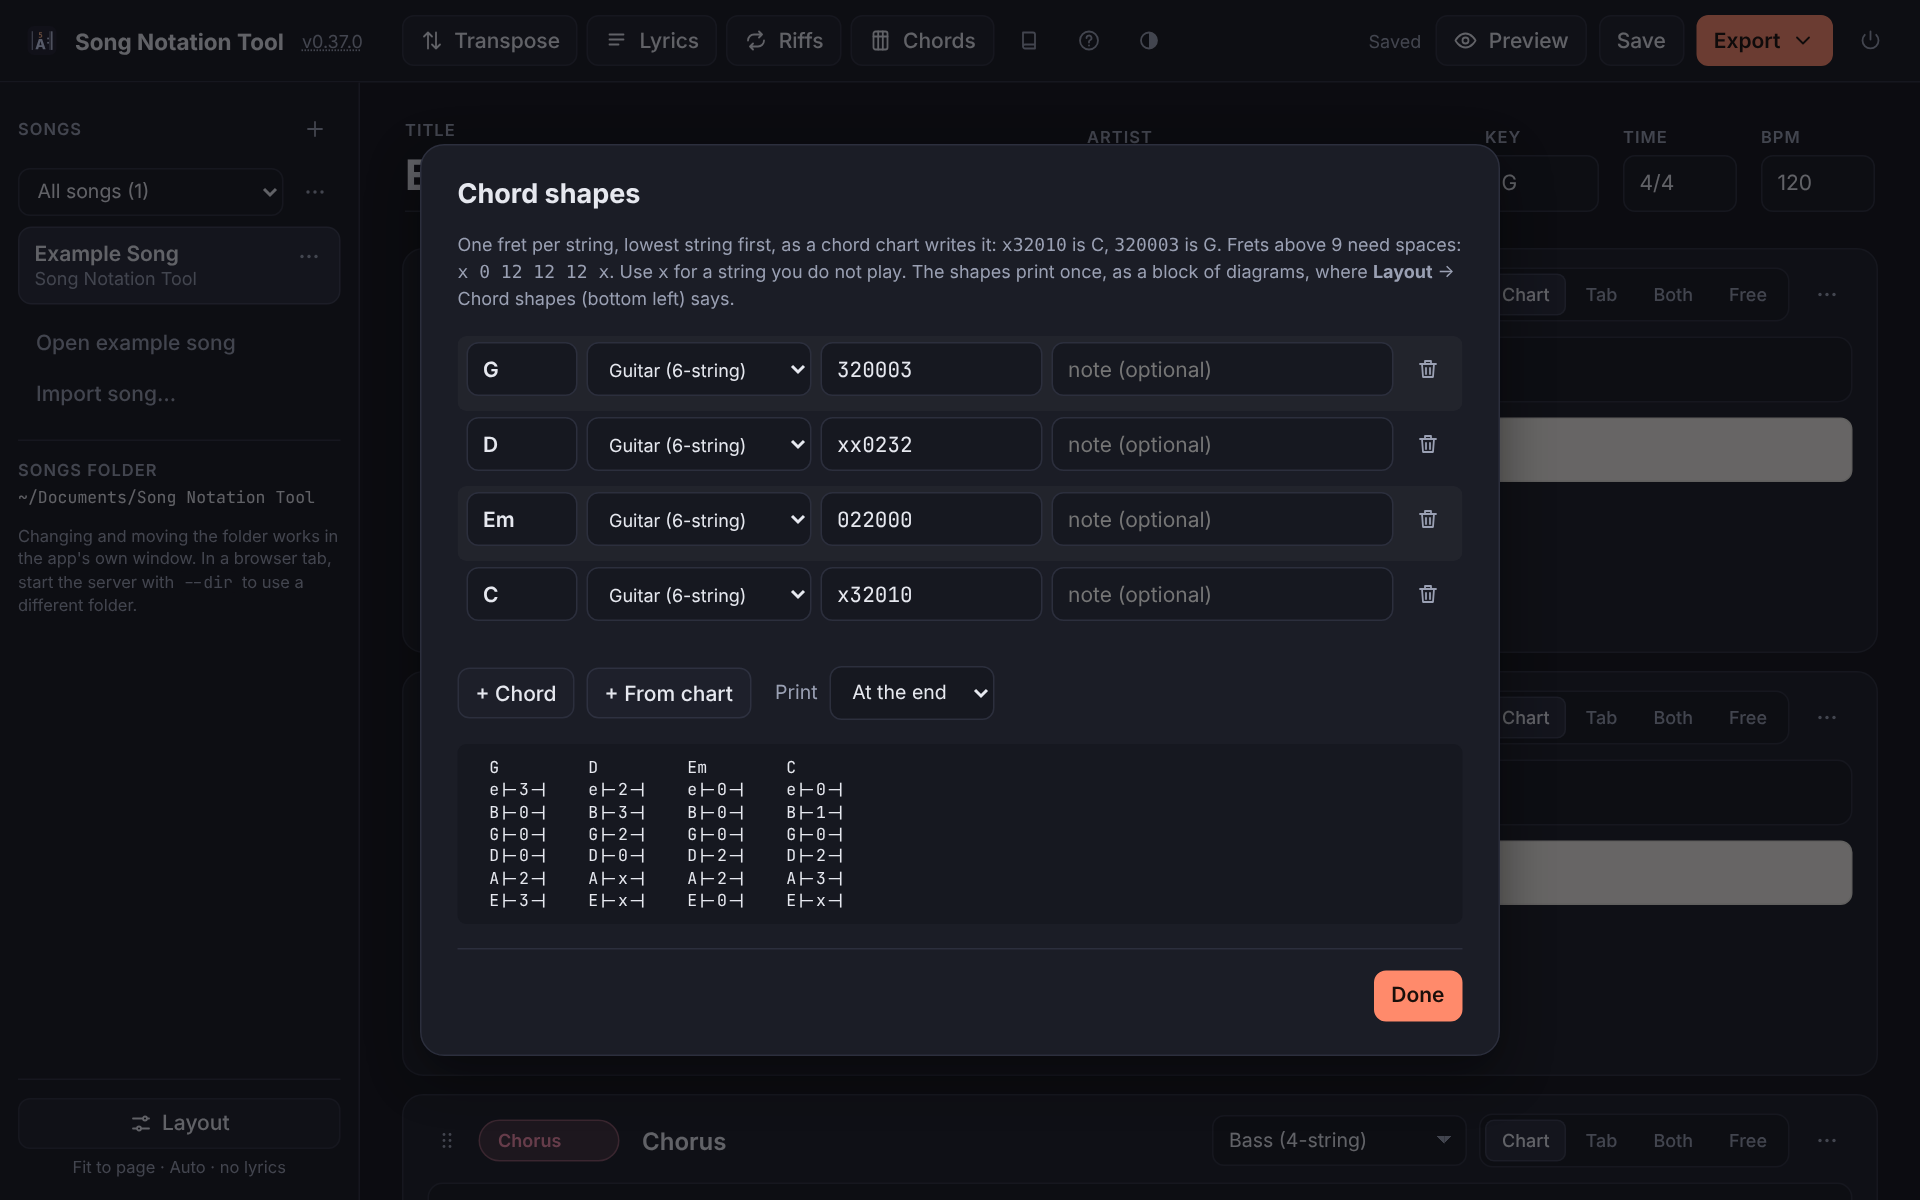 Song Notation Tool v0.37.0 Transpose Lyrics Riffs Chords Saved Preview Save Export
SONGS
All songs (1)
Example Song
Song Notation Tool
Open example song
Import song...
SONGS FOLDER
~/Documents/Song Notation Tool
Changing and moving the folder works in
the app's own window. In a browser tab,
start the server with --dir to use a
different folder.
Layout
Fit to page · Auto · no lyrics
TITLE ARTIST KEY TIME BPM
G 4/4 120
Chord shapes
One fret per string, lowest string first, as a chord chart writes it: x32010 is C, 320003 is G. Frets above 9 need spaces:
x 0 12 12 12 x. Use x for a string you do not play. The shapes print once, as a block of diagrams, where Layout →
Chord shapes (bottom left) says.
G Guitar (6-string) 320003 note (optional)
D Guitar (6-string) xx0232 note (optional)
Em Guitar (6-string) 022000 note (optional)
C Guitar (6-string) x32010 note (optional)
+ Chord + From chart Print At the end
G D Em C
e|-3-| e|-2-| e|-0-| e|-0-|
B|-0-| B|-3-| B|-0-| B|-1-|
G|-0-| G|-2-| G|-0-| G|-0-|
D|-0-| D|-0-| D|-2-| D|-2-|
A|-2-| A|-x-| A|-2-| A|-3-|
E|-3-| E|-x-| E|-0-| E|-x-|
Done
Chart Tab Both Free
Chart Tab Both Free
Chorus Chorus Bass (4-string) Chart Tab Both Free